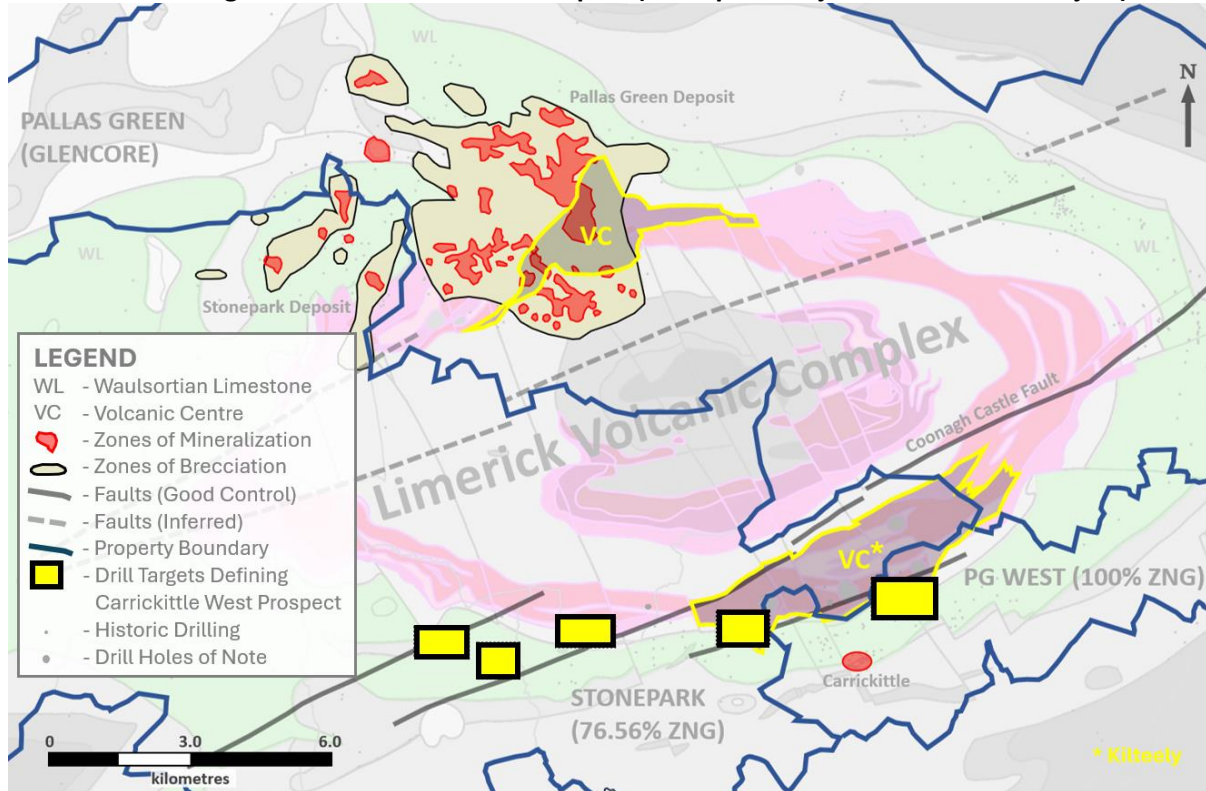 WL
N
Pallas Green Deposit
PALLAS GREEN
(GLENCORE)
VC
WL
WL
Stonepark Deposit
Limerick Volcanic Complex
Coonagh Castle Fault
LEGEND
WL - Waulsortian Limestone
VC - Volcanic Centre
- Zones of Mineralization
- Zones of Brecciation
- Faults (Good Control)
- Faults (Inferred)
- Property Boundary
- Drill Targets Defining
Carrickittle West Prospect
- Historic Drilling
- Drill Holes of Note
VC*
PG WEST (100% ZNG)
Carrickittle
STONEPARK
(76.56% ZNG)
0 3.0 6.0
kilometres
* Kilteely